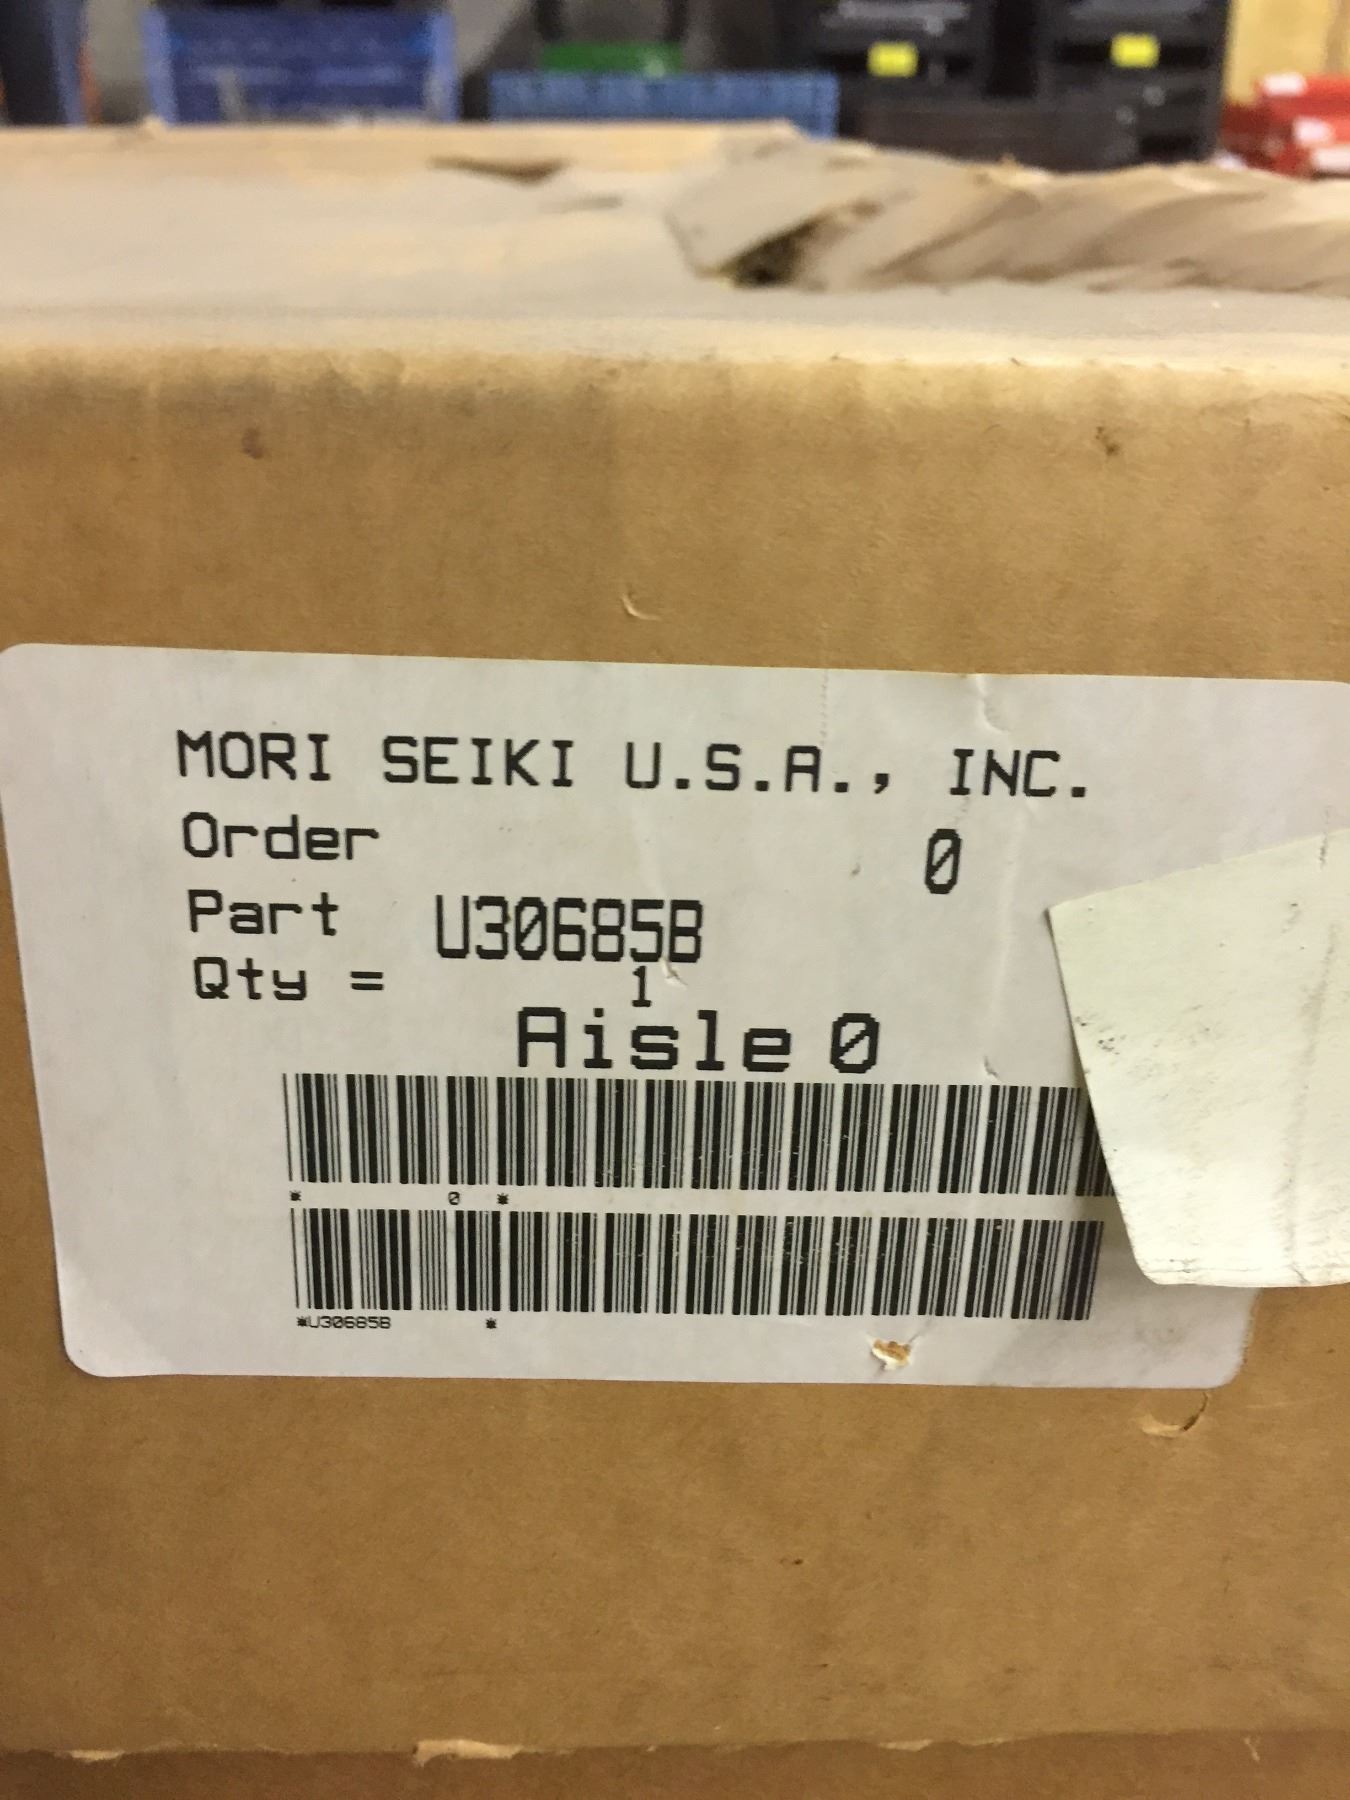 MORI SEIKI U.S.A., INC.
Order 0
Part U30685B
Qty = 1
Aisle 0
* 0 *
*U30685B *